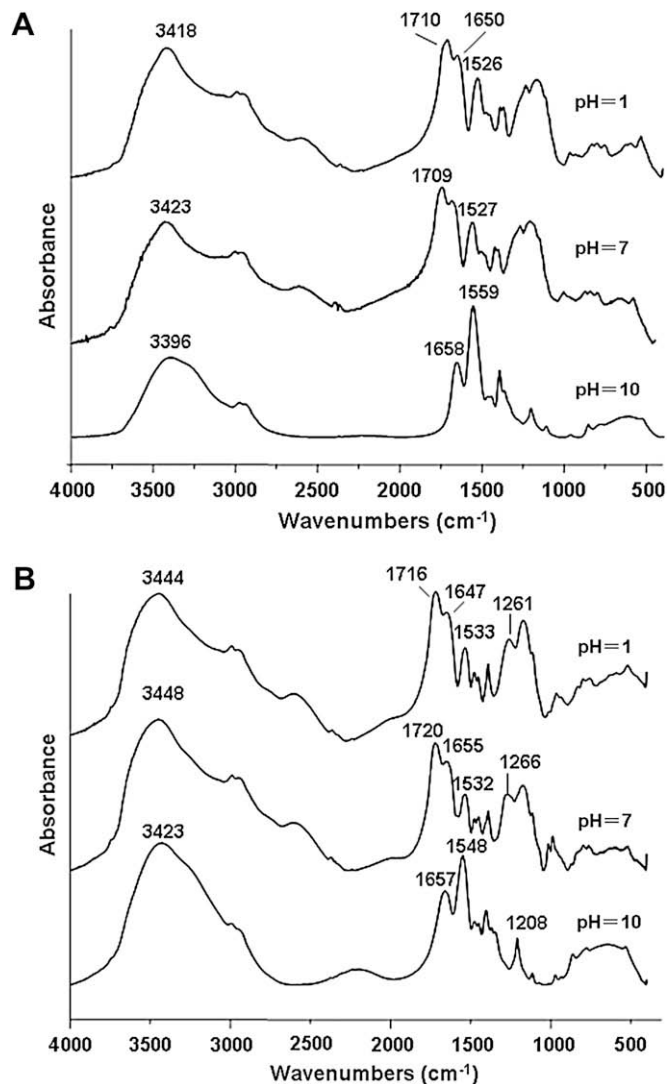 A
3418
1710
1650
1526
pH=1
1709
3423
1527
pH=7
1559
3396
1658
pH=10
Absorbance
4000 3500 3000 2500 2000 1500 1000 500
Wavenumbers (cm-1)
B
3444
1716
1647
1261
1533
pH=1
3448
1720
1655
1266
1532
pH=7
3423
1548
1657
1208
pH=10
Absorbance
4000 3500 3000 2500 2000 1500 1000 500
Wavenumbers (cm-1)